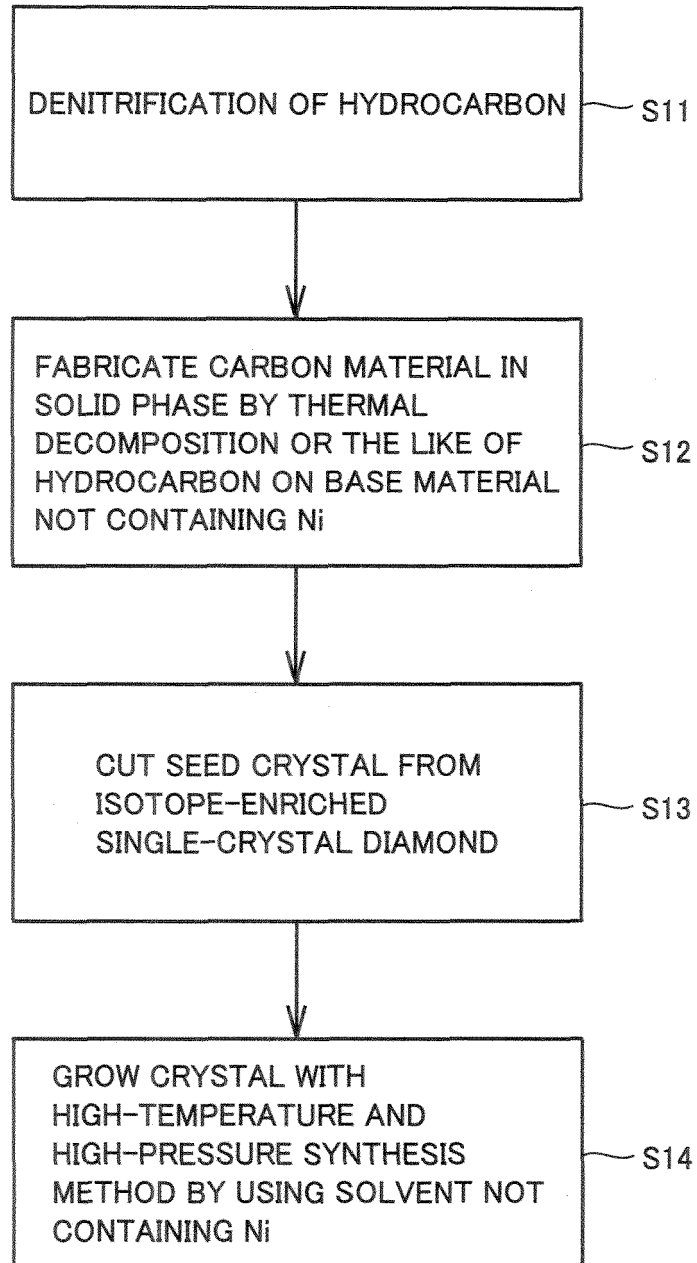 DENITRIFICATION OF HYDROCARBON
S11
FABRICATE CARBON MATERIAL IN
SOLID PHASE BY THERMAL
DECOMPOSITION OR THE LIKE OF
HYDROCARBON ON BASE MATERIAL
NOT CONTAINING Ni
S12
CUT SEED CRYSTAL FROM
ISOTOPE-ENRICHED
SINGLE-CRYSTAL DIAMOND
S13
GROW CRYSTAL WITH
HIGH-TEMPERATURE AND
HIGH-PRESSURE SYNTHESIS
METHOD BY USING SOLVENT NOT
CONTAINING Ni
S14